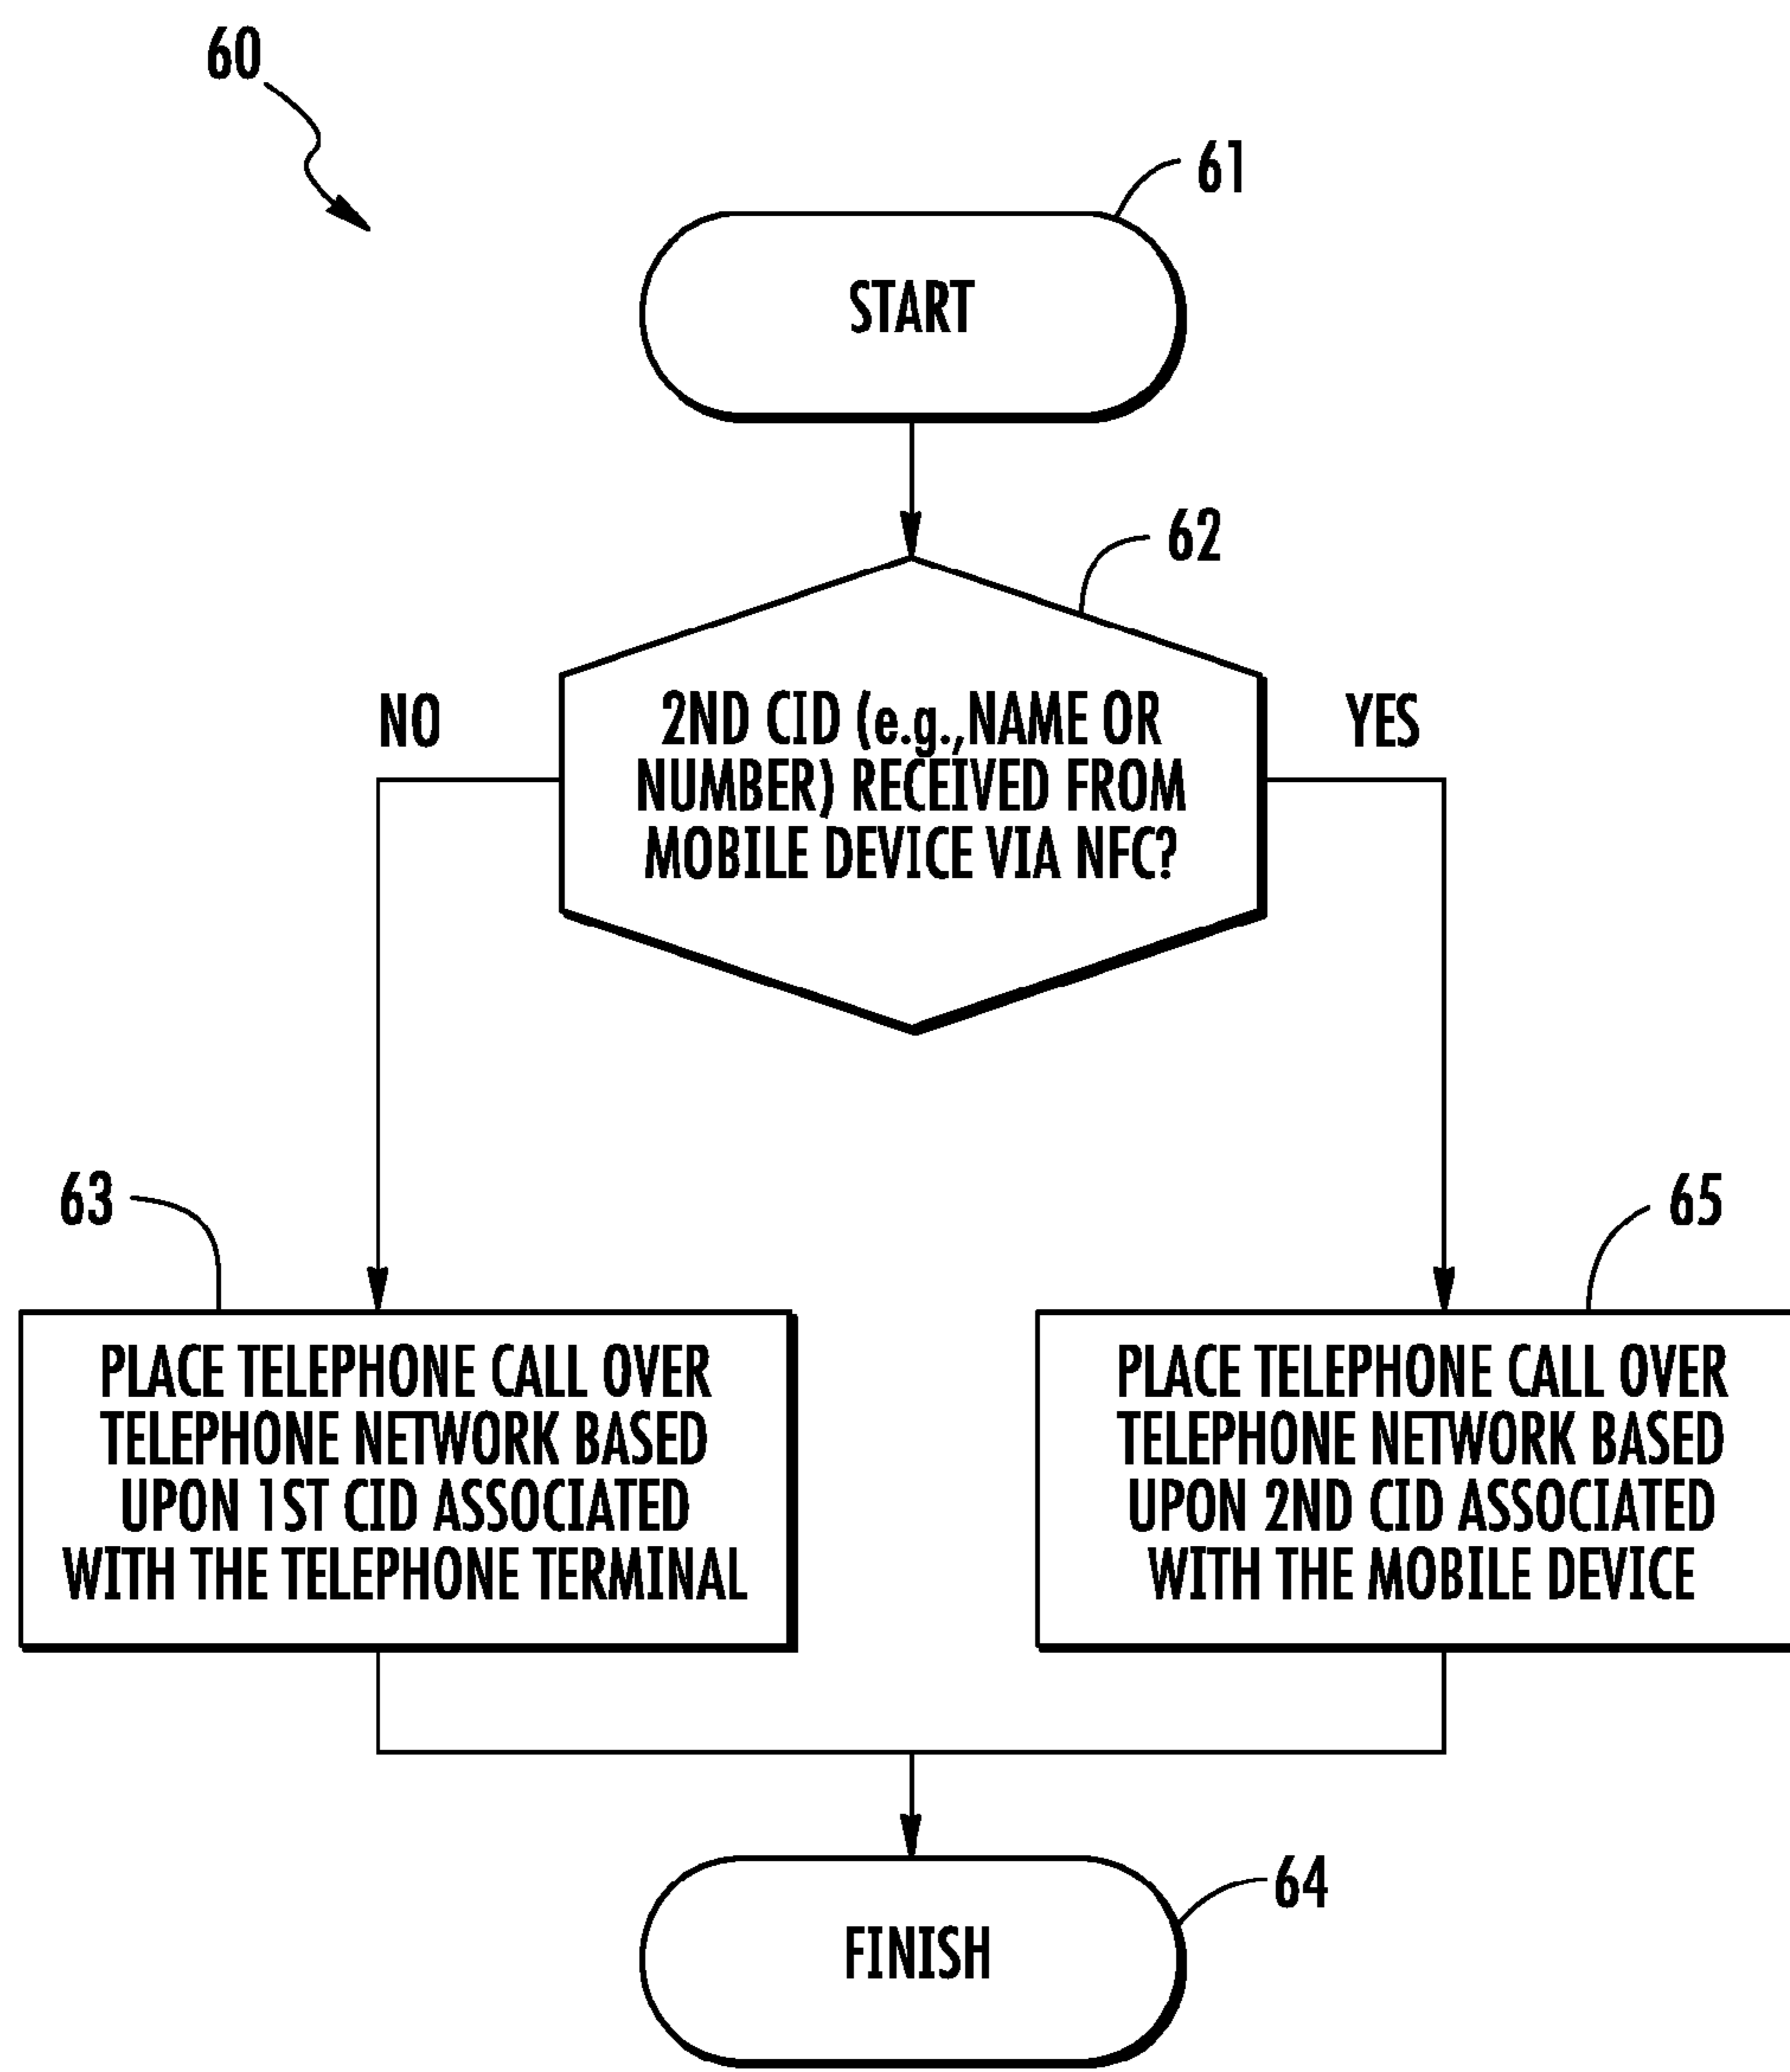 60
61
START
62
NO
2ND CID (e.g., NAME OR
NUMBER) RECEIVED FROM
MOBILE DEVICE VIA NFC?
YES
63
PLACE TELEPHONE CALL OVER
TELEPHONE NETWORK BASED
UPON 1ST CID ASSOCIATED
WITH THE TELEPHONE TERMINAL
65
PLACE TELEPHONE CALL OVER
TELEPHONE NETWORK BASED
UPON 2ND CID ASSOCIATED
WITH THE MOBILE DEVICE
64
FINISH